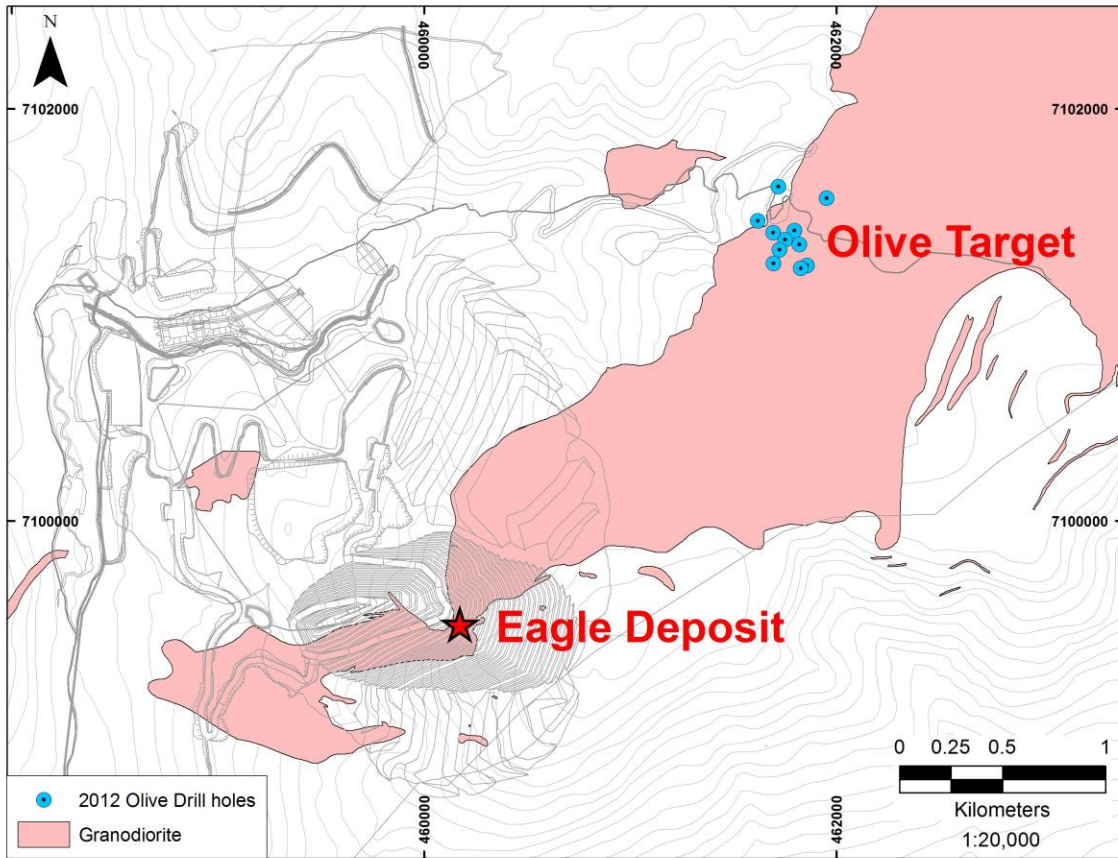 N
460000
462000
7102000
7102000
Olive Target
7100000
7100000
Eagle Deposit
0 0.25 0.5 1
Kilometers
1:20,000
2012 Olive Drill holes
Granodiorite
460000
462000